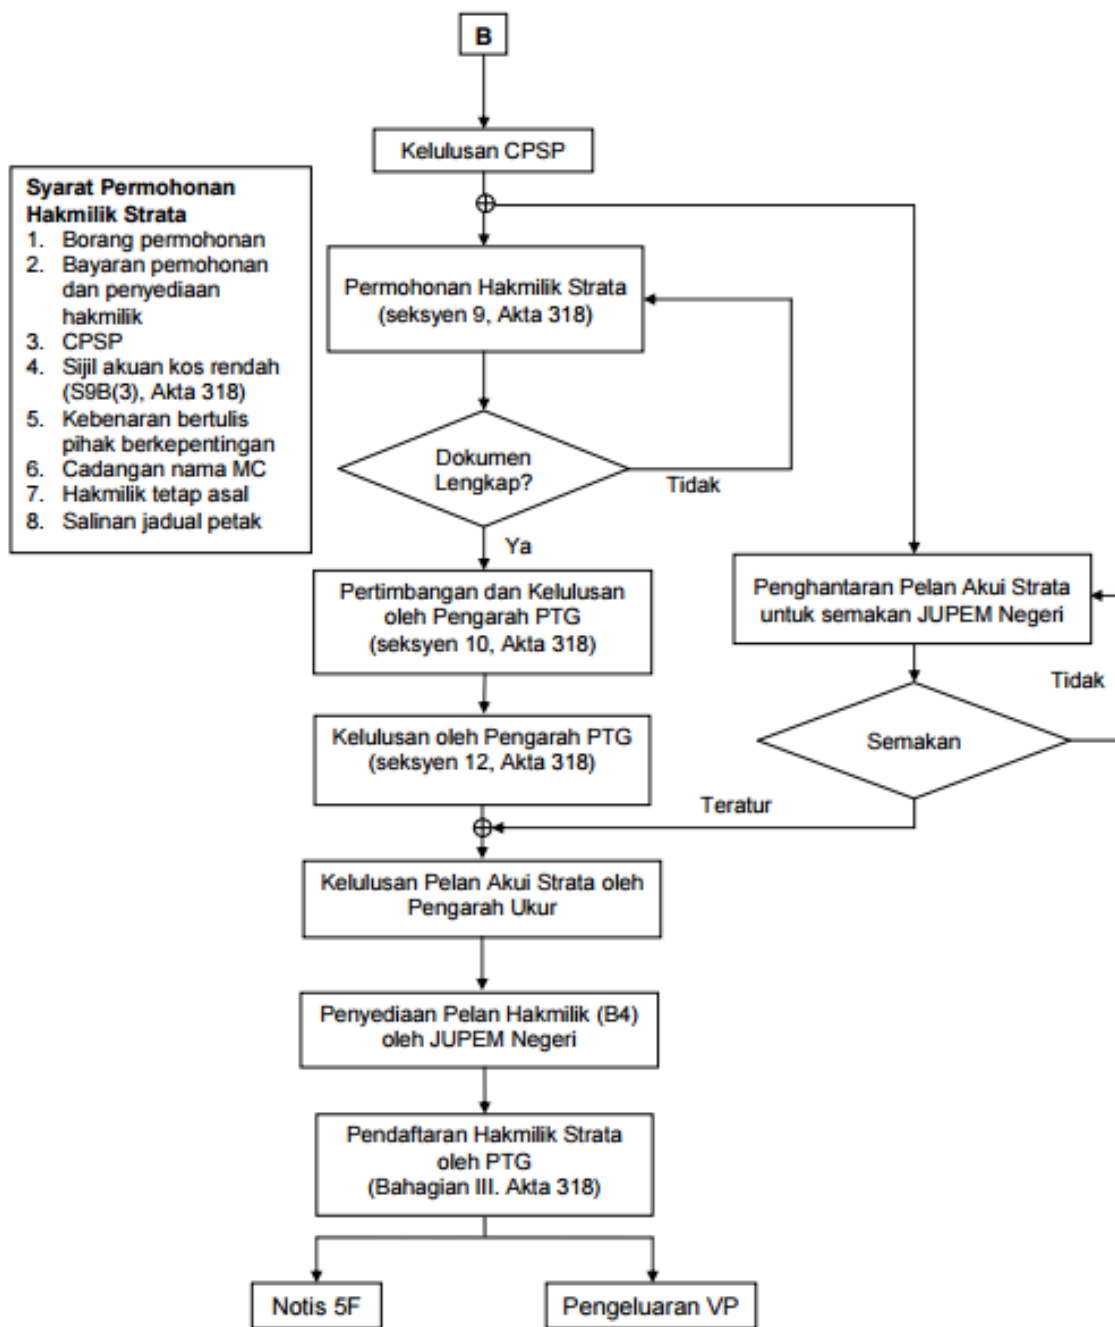 B
Kelulusan CPSP
Syarat Permohonan
Hakmilik Strata
1. Borang permohonan
2. Bayaran pemohonan
dan penyediaan
hakmilik
3. CPSP
4. Sijil akuan kos rendah
(S9B(3), Akta 318)
5. Kebenaran bertulis
pihak berkepentingan
6. Cadangan nama MC
7. Hakmilik tetap asal
8. Salinan jadual petak
Permohonan Hakmilik Strata
(seksyen 9, Akta 318)
Dokumen
Lengkap?
Tidak
Ya
Pertimbangan dan Kelulusan
oleh Pengarah PTG
(seksyen 10, Akta 318)
Kelulusan oleh Pengarah PTG
(seksyen 12, Akta 318)
Penghantaran Pelan Akui Strata
untuk semakan JUPEM Negeri
Tidak
Semakan
Teratur
Kelulusan Pelan Akui Strata oleh
Pengarah Ukur
Penyediaan Pelan Hakmilik (B4)
oleh JUPEM Negeri
Pendaftaran Hakmilik Strata
oleh PTG
(Bahagian III. Akta 318)
Notis 5F
Pengeluaran VP